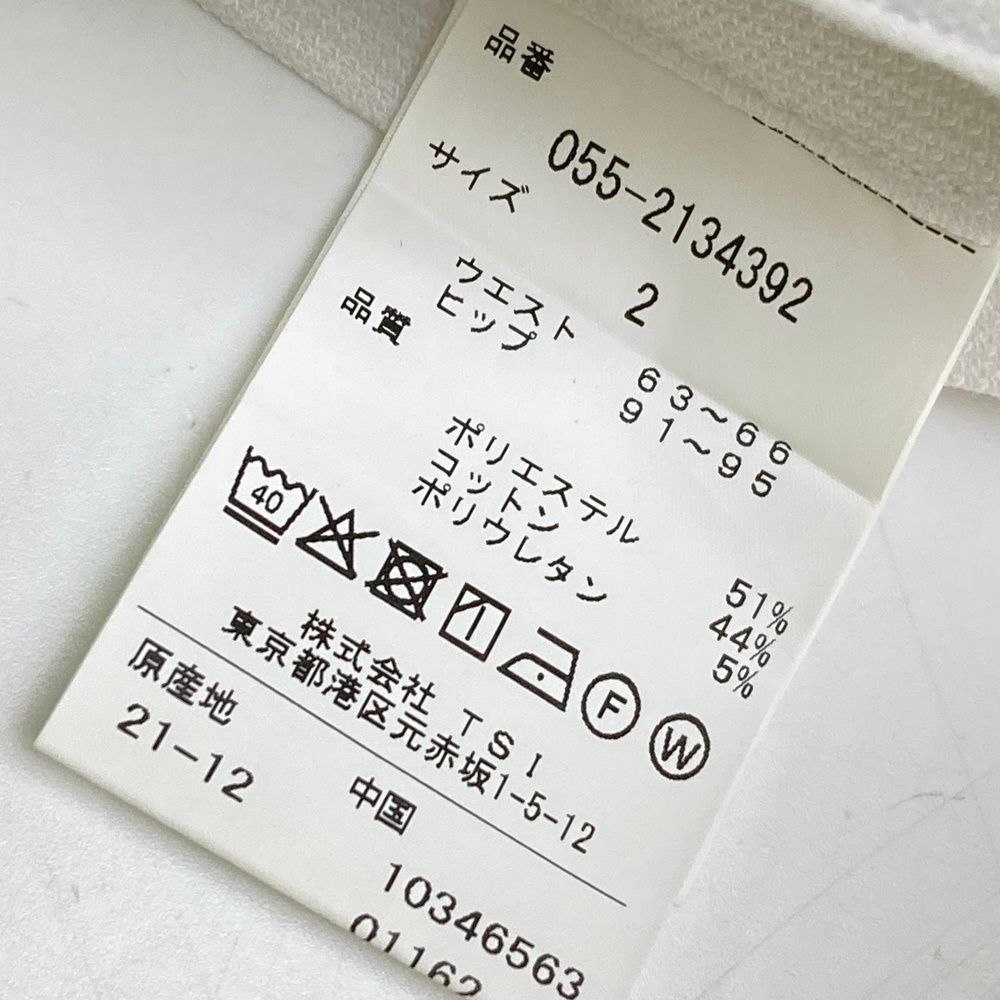 品番
055-2134392
サイズ
2
ウエスト 63~66
ヒップ 91~95
品質
ポリエステル 51%
コットン 44%
ポリウレタン 5%
40
F W
株式会社 TSI
東京都港区元赤坂1-5-12
原産地 中国
21-12 10346563
01162